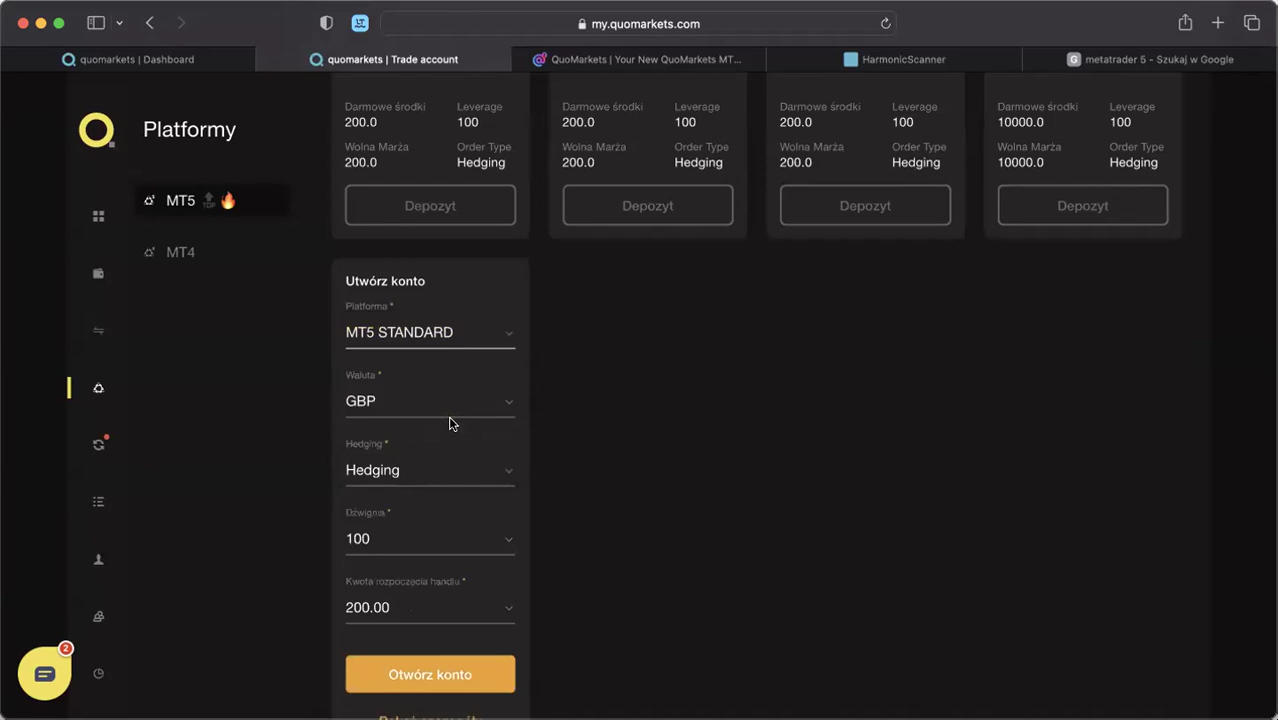 my.quomarkets.com
quomarkets | Dashboard
quomarkets | Trade account
QuoMarkets | Your New QuoMarkets MT...
HarmonicScanner
metatrader 5 - Szukaj w Google
Platformy
MT5 TOP
MT4
Darmowe środki Leverage
200.0 100
Wolna Marża Order Type
200.0 Hedging
Depozyt
Darmowe środki Leverage
200.0 100
Wolna Marża Order Type
200.0 Hedging
Depozyt
Darmowe środki Leverage
200.0 100
Wolna Marża Order Type
200.0 Hedging
Depozyt
Darmowe środki Leverage
10000.0 100
Wolna Marża Order Type
10000.0 Hedging
Depozyt
Utwórz konto
Platforma *
MT5 STANDARD
Waluta *
GBP
Hedging *
Hedging
Dźwignia *
100
Kwota rozpoczęcia handlu *
200.00
Otwórz konto
2